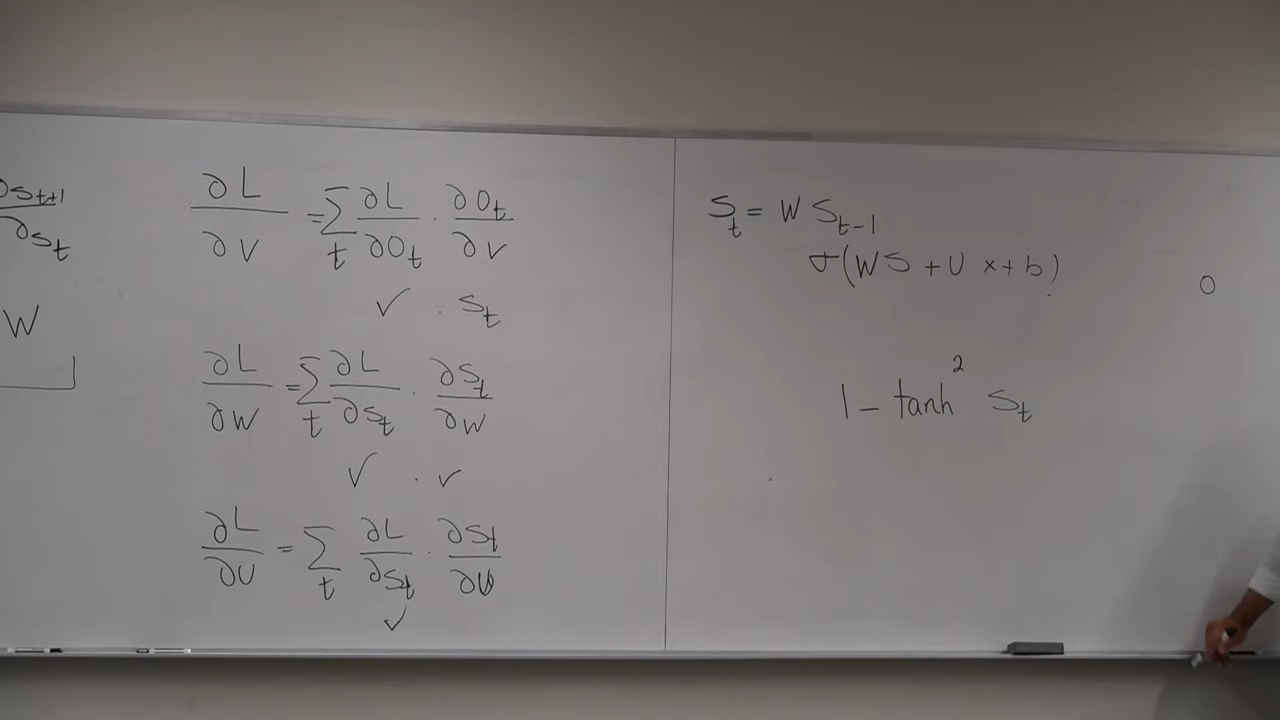 ∂S_{t+1}/∂S_t
W
∂L/∂V = Σ_t ∂L/∂O_t · ∂O_t/∂V
✓ · S_t
∂L/∂W = Σ_t ∂L/∂S_t · ∂S_t/∂W
✓ · ✓
∂L/∂U = Σ_t ∂L/∂S_t · ∂S_t/∂U
✓
S_t = W S_{t-1}
σ(WS + U x + b)
O
1 - tanh² S_t